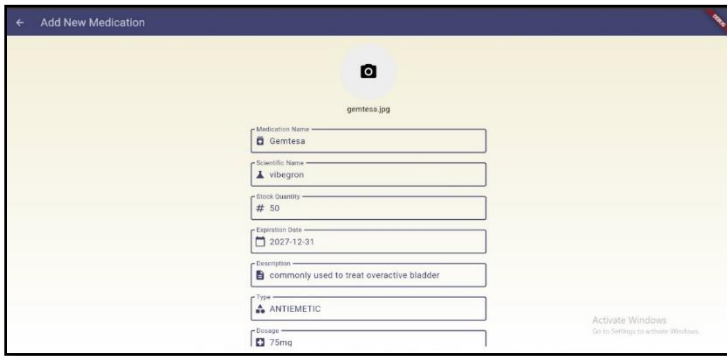 ← Add New Medication
DEBUG
gemtesa.jpg
Medication Name
Gemtesa
Scientific Name
vibegron
Stock Quantity
# 50
Expiration Date
2027-12-31
Description
commonly used to treat overactive bladder
Type
ANTIEMETIC
Dosage
75mg
Activate Windows
Go to Settings to activate Windows.